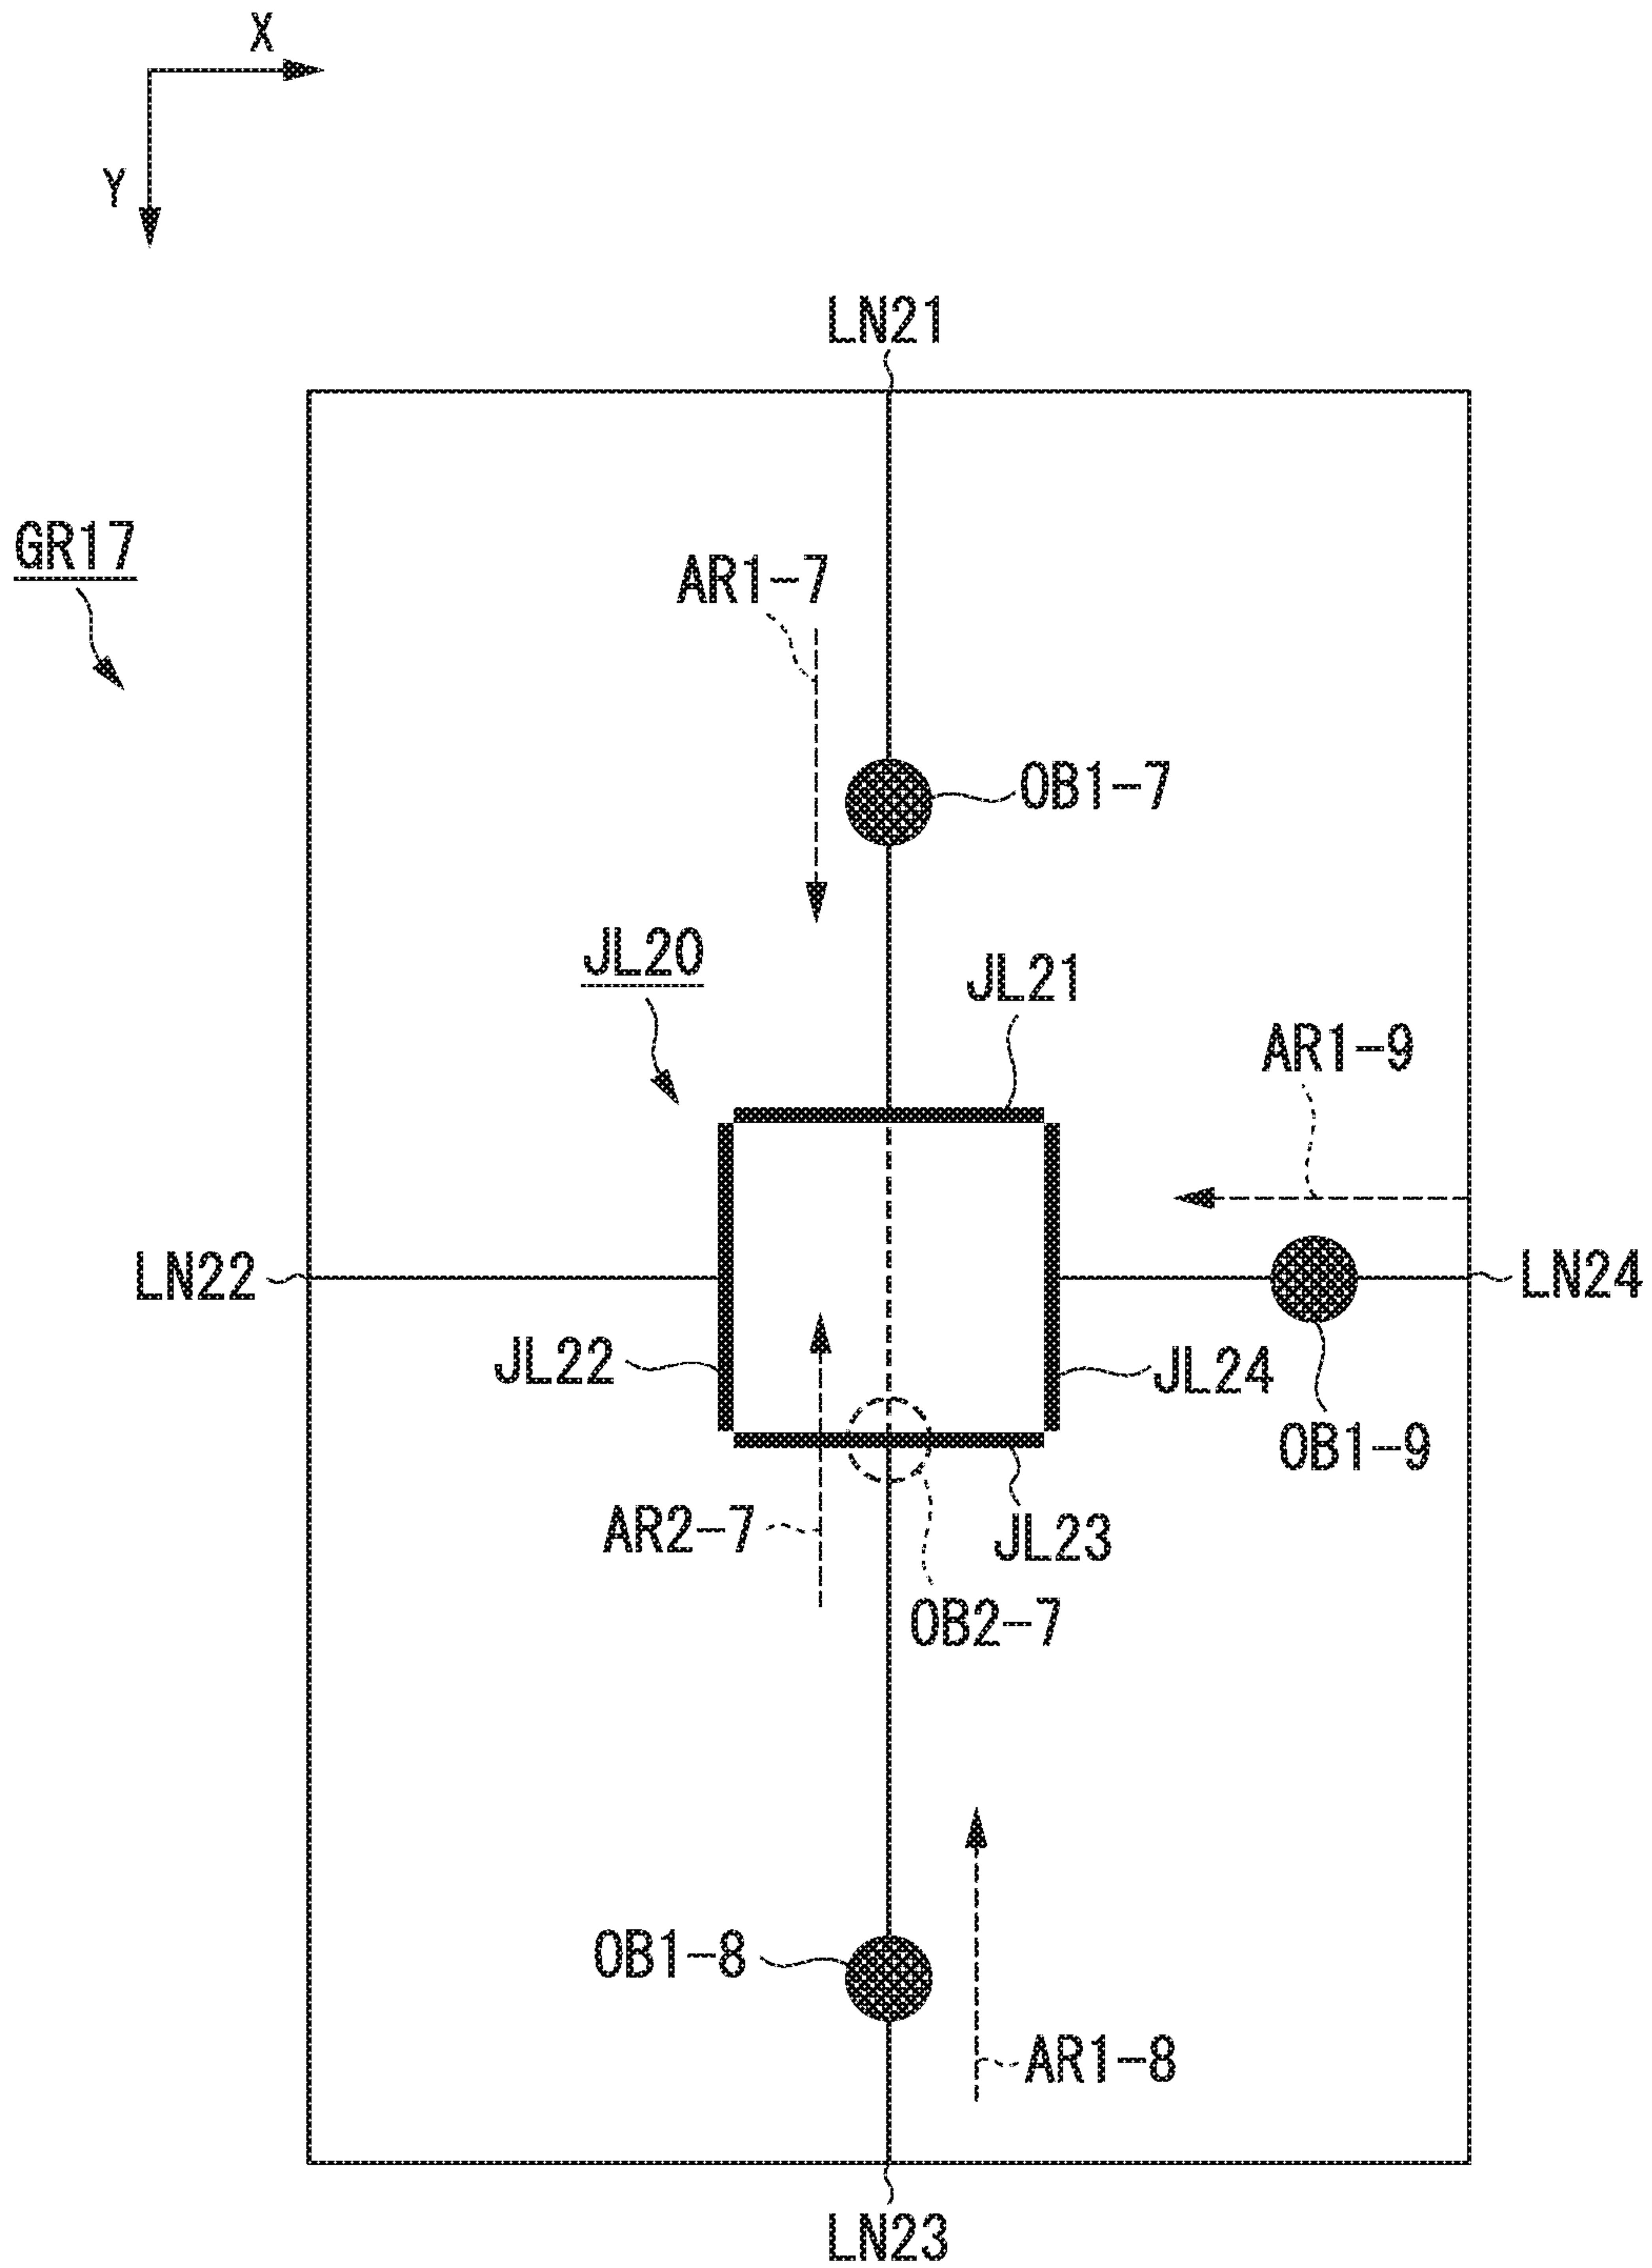 X
Y
LN21
GR17
AR1-7
OB1-7
JL20
JL21
AR1-9
LN22
LN24
JL22
JL24
OB1-9
AR2-7
JL23
OB2-7
OB1-8
AR1-8
LN23